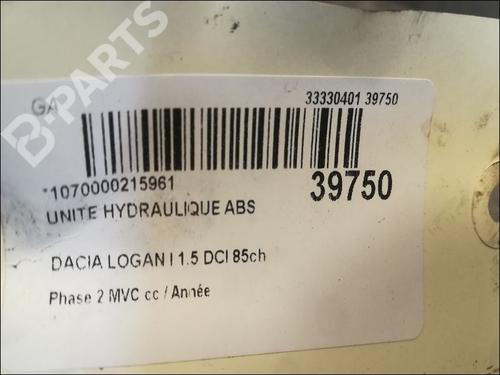 B-PARTS
GA
33330401 39750
*1070000215961
39750
UNITE HYDRAULIQUE ABS
DACIA LOGAN I 1.5 DCI 85ch
Phase 2 MVC cc / Année